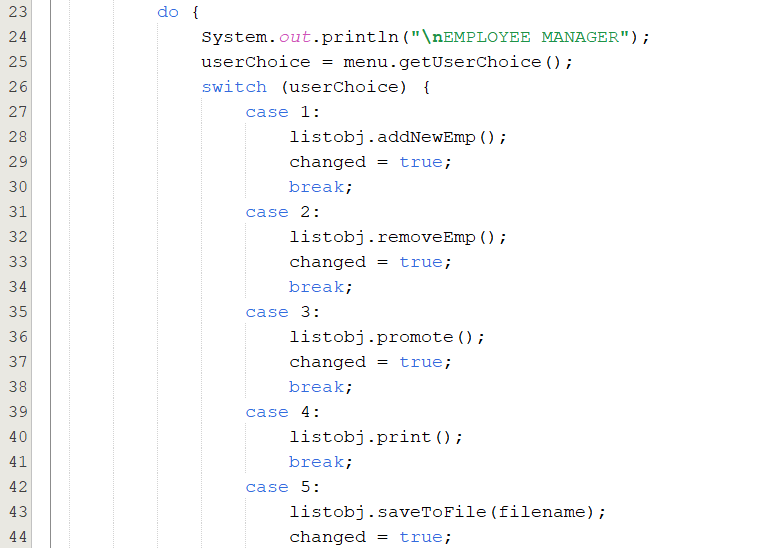 23 do {
24 System.out.println("\nEMPLOYEE MANAGER");
25 userChoice = menu.getUserChoice();
26 switch (userChoice) {
27 case 1:
28 listobj.addNewEmp();
29 changed = true;
30 break;
31 case 2:
32 listobj.removeEmp();
33 changed = true;
34 break;
35 case 3:
36 listobj.promote();
37 changed = true;
38 break;
39 case 4:
40 listobj.print();
41 break;
42 case 5:
43 listobj.saveToFile(filename);
44 changed = true;